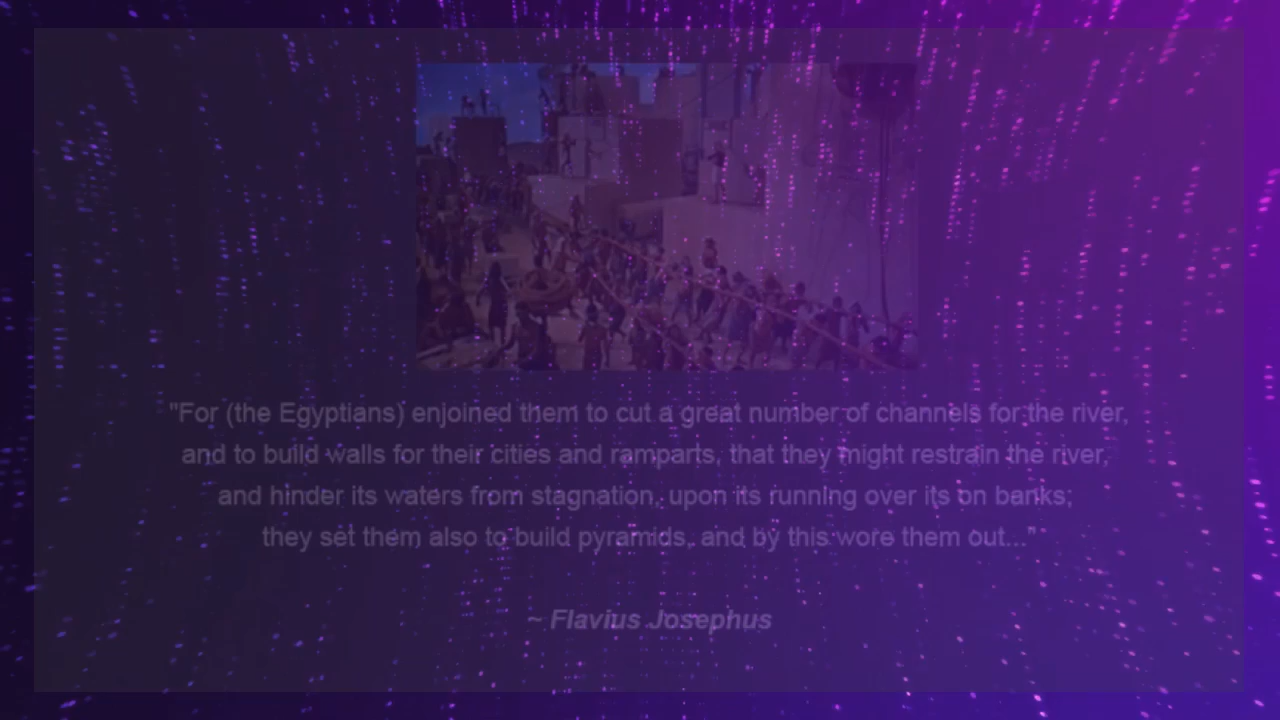 "For (the Egyptians) enjoined them to cut a great number of channels for the river,
and to build walls for their cities and ramparts, that they might restrain the river,
and hinder its waters from stagnation, upon its running over its on banks;
they set them also to build pyramids, and by this wore them out..."
~ Flavius Josephus